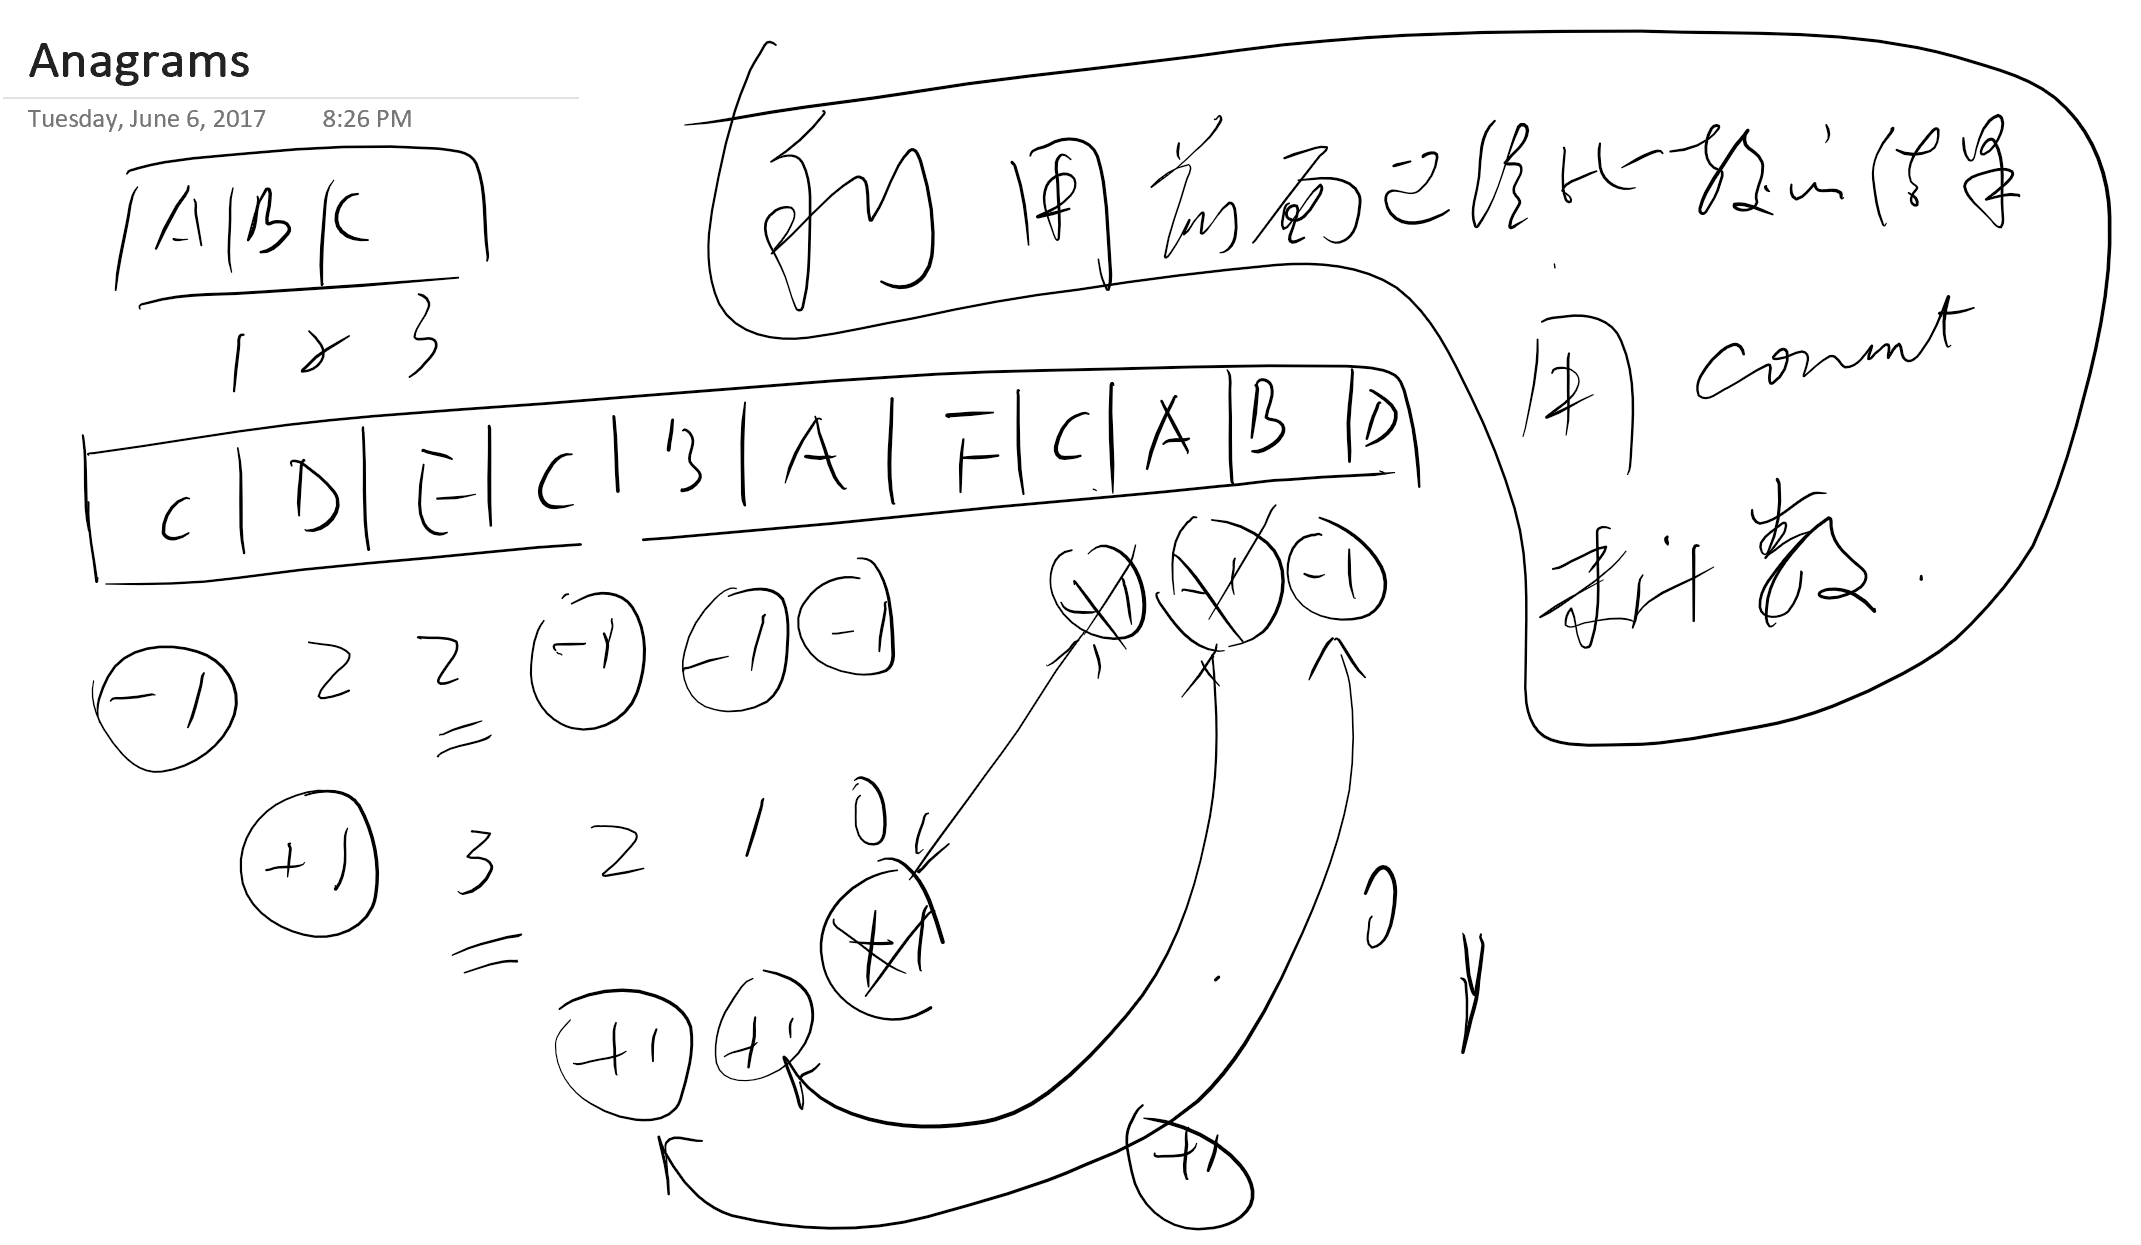 Anagrams
Tuesday, June 6, 2017 8:26 PM
A B C
1 2 3
利用前面已经比较的结果
用 count
来计数.
C D E C B A F C A B D
-1 -1 -1
-1 2 2 -1 -1 -1
+1 3 2 1 0
+1
0
+1 +1
+1